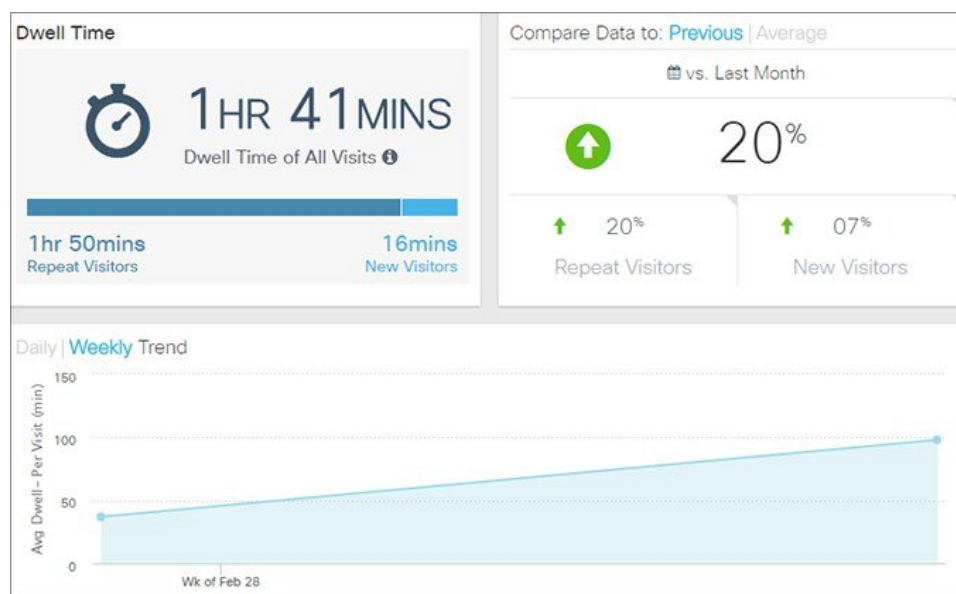 Dwell Time
1HR 41MINS
Dwell Time of All Visits
1hr 50mins
Repeat Visitors
16mins
New Visitors
Compare Data to: Previous | Average
vs. Last Month
20%
20%
Repeat Visitors
07%
New Visitors
Daily | Weekly Trend
Avg Dwell – Per Visit (min)
150
100
50
0
Wk of Feb 28